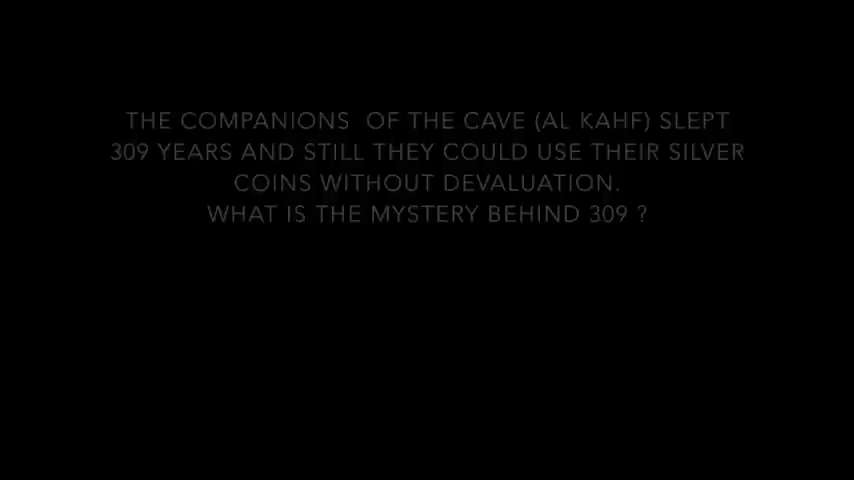 THE COMPANIONS OF THE CAVE (AL KAHF) SLEPT
309 YEARS AND STILL THEY COULD USE THEIR SILVER
COINS WITHOUT DEVALUATION.
WHAT IS THE MYSTERY BEHIND 309 ?